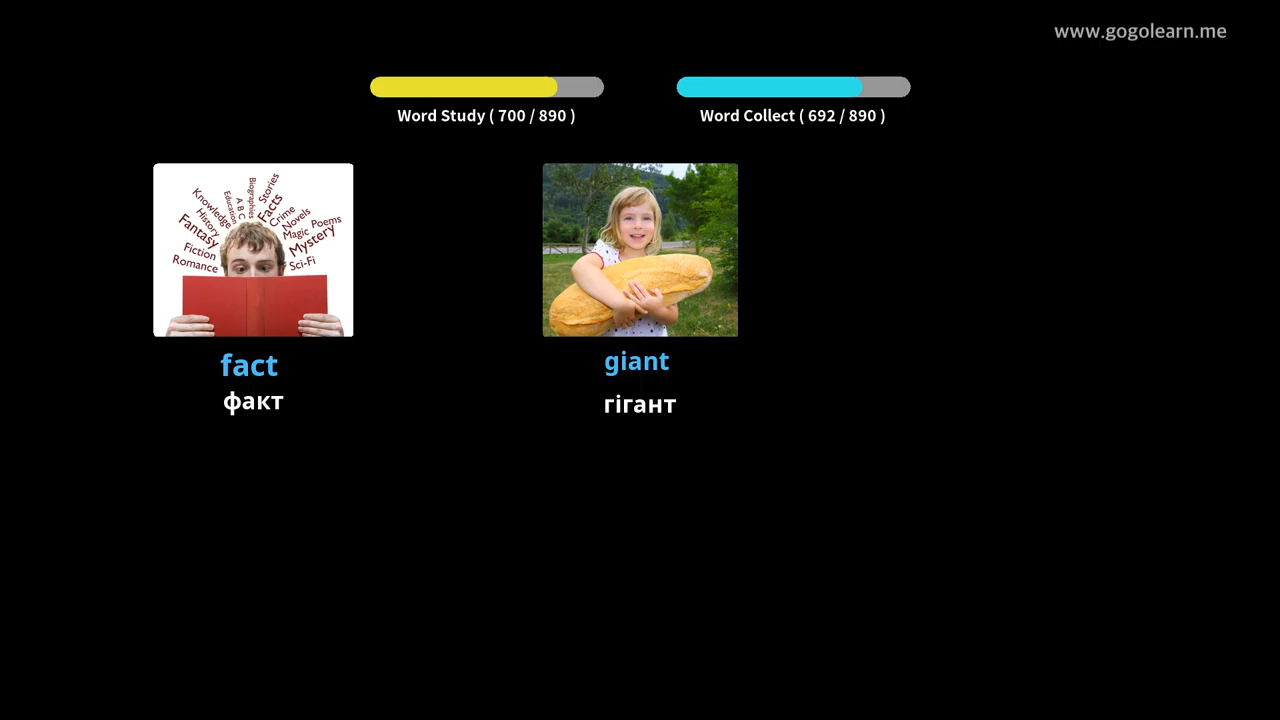 www.gogolearn.me
Word Study ( 700 / 890 )
Word Collect ( 692 / 890 )
Knowledge
History
Fantasy
Fiction
Romance
Education
A B C
Biographies
Stories
Facts
Crime
Novels
Magic
Poems
Mystery
Sci-Fi
fact
факт
giant
гігант